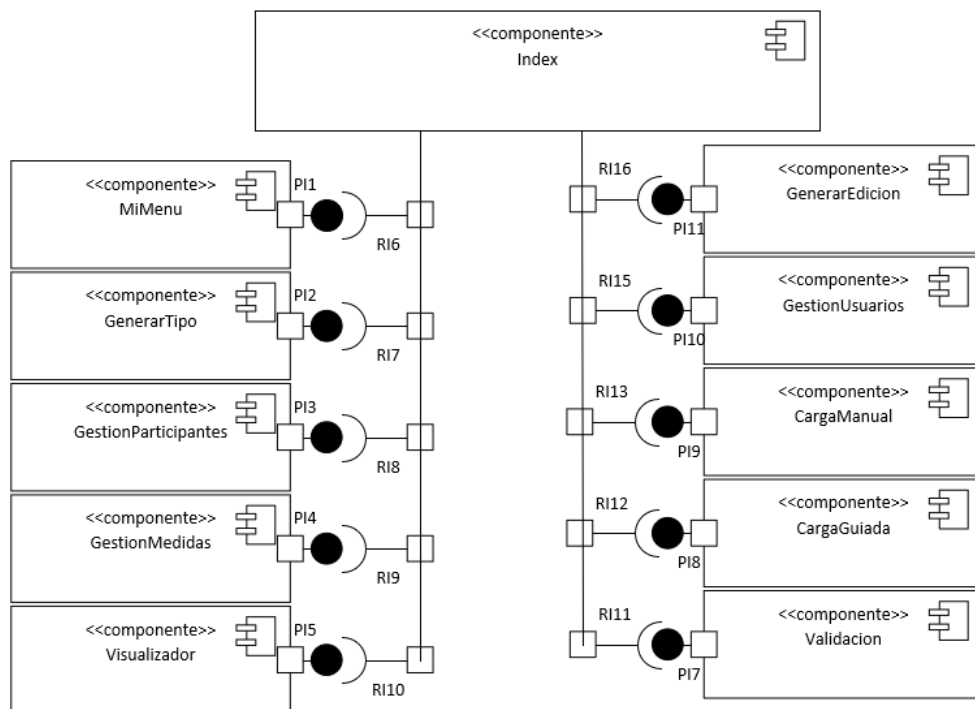 <<componente>>
Index
<<componente>>
MiMenu
PI1
RI6
<<componente>>
GenerarTipo
PI2
RI7
<<componente>>
GestionParticipantes
PI3
RI8
<<componente>>
GestionMedidas
PI4
RI9
<<componente>>
Visualizador
PI5
RI10
RI16
PI11
<<componente>>
GenerarEdicion
RI15
PI10
<<componente>>
GestionUsuarios
RI13
PI9
<<componente>>
CargaManual
RI12
PI8
<<componente>>
CargaGuiada
RI11
PI7
<<componente>>
Validacion